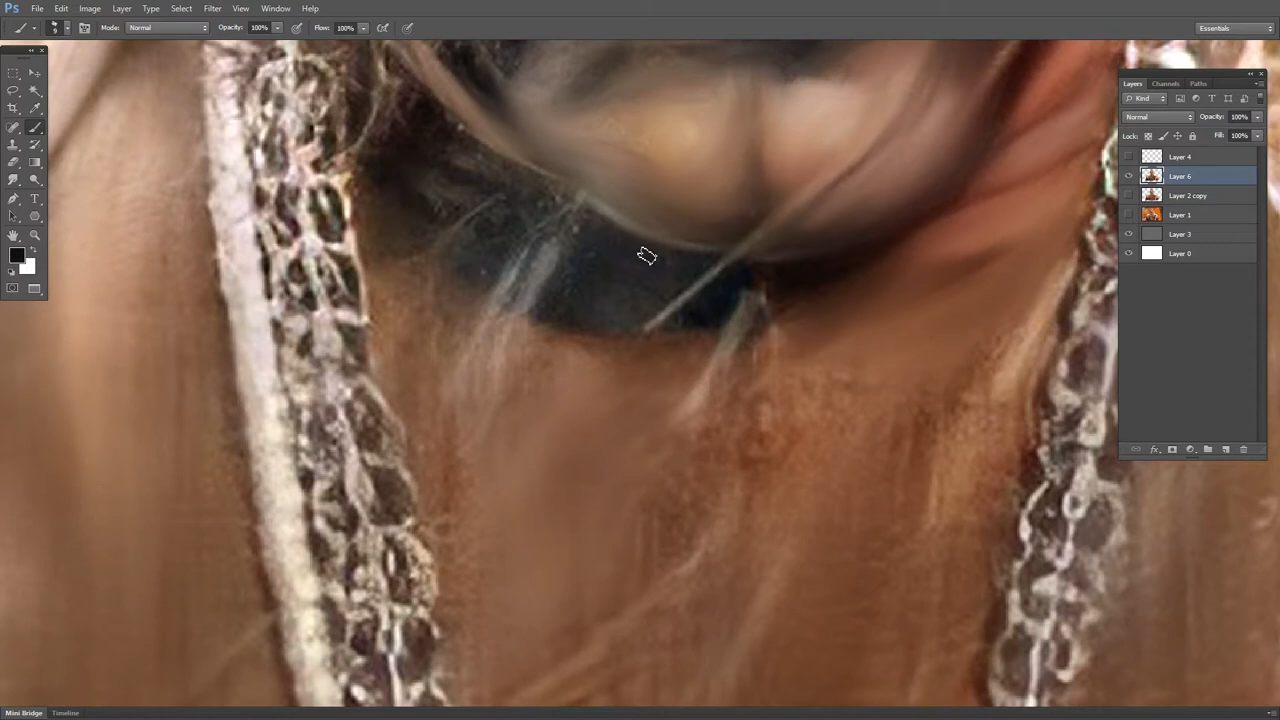 Ps File Edit Image Layer Type Select Filter View Window Help
9 Mode: Normal Opacity: 100% Flow: 100% Essentials
Layers Channels Paths
Kind T
Normal Opacity: 100%
Lock: Fill: 100%
Layer 4
Layer 6
Layer 2 copy
Layer 1
Layer 3
Layer 0
fx
Mini Bridge Timeline